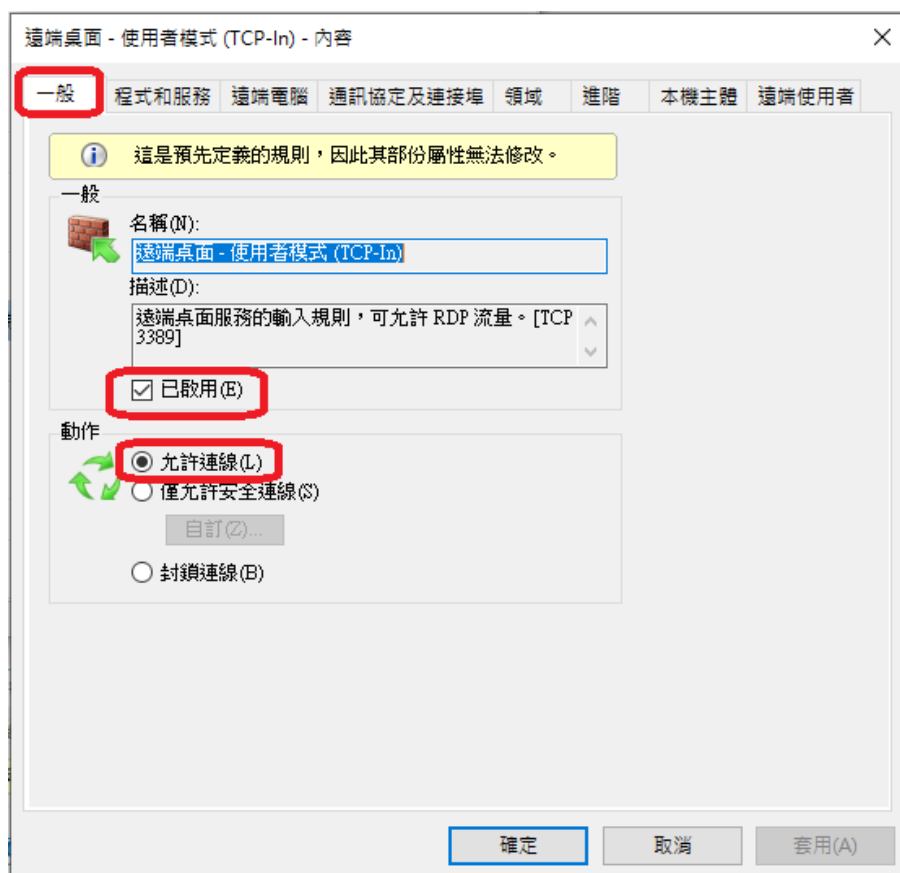 遠端桌面 - 使用者模式 (TCP-In) - 內容
一般 程式和服務 遠端電腦 通訊協定及連接埠 領域 進階 本機主體 遠端使用者
這是預先定義的規則，因此其部份屬性無法修改。
一般
名稱(N):
遠端桌面 - 使用者模式 (TCP-In)
描述(D):
遠端桌面服務的輸入規則，可允許 RDP 流量。[TCP
3389]
已啟用(E)
動作
允許連線(L)
僅允許安全連線(S)
自訂(Z)...
封鎖連線(B)
確定 取消 套用(A)